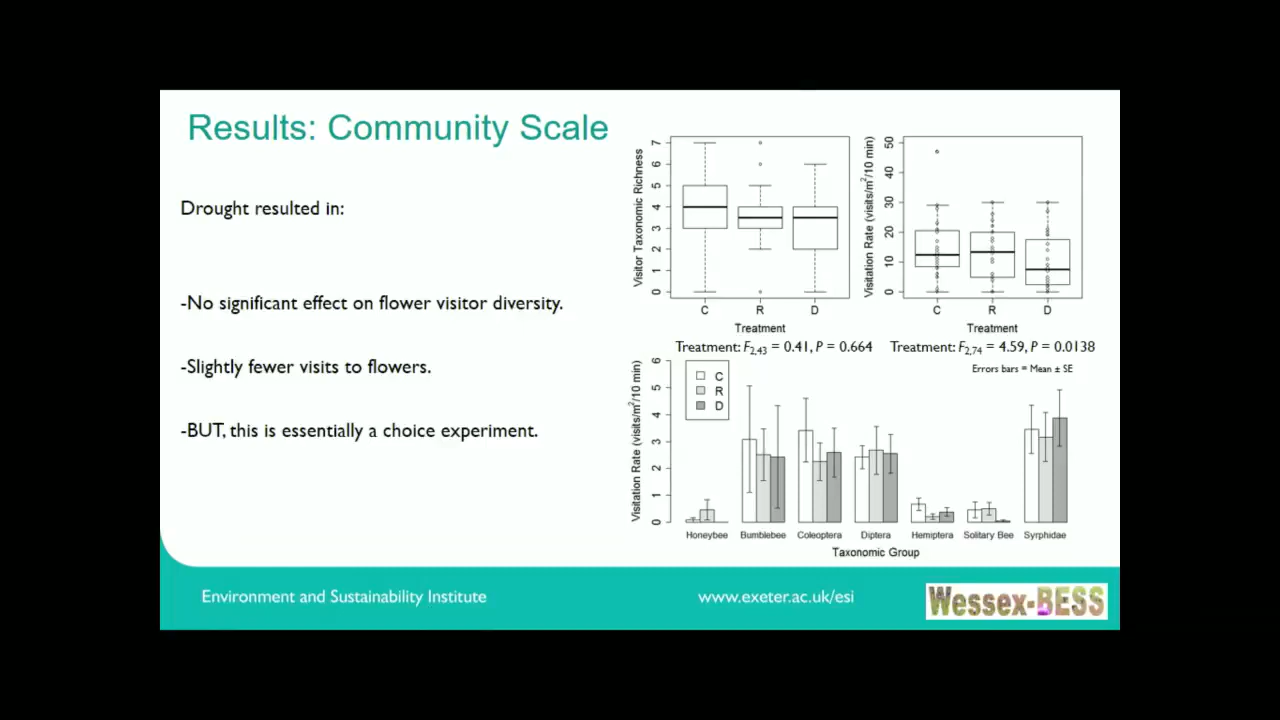 Results: Community Scale
Drought resulted in:
-No significant effect on flower visitor diversity.
-Slightly fewer visits to flowers.
-BUT, this is essentially a choice experiment.
Visitor Taxonomic Richness
7
6
5
4
3
2
1
0
C R D
Treatment
Treatment: F2,43 = 0.41, P = 0.664
Visitation Rate (visits/m²/10 min)
50
40
30
20
10
0
C R D
Treatment
Treatment: F2,74 = 4.59, P = 0.0138
Errors bars = Mean ± SE
Visitation Rate (visits/m²/10 min)
6
5
4
3
2
1
0
C
R
D
Honeybee Bumblebee Coleoptera Diptera Hemiptera Solitary Bee Syrphidae
Taxonomic Group
Environment and Sustainability Institute
www.exeter.ac.uk/esi
Wessex-BESS